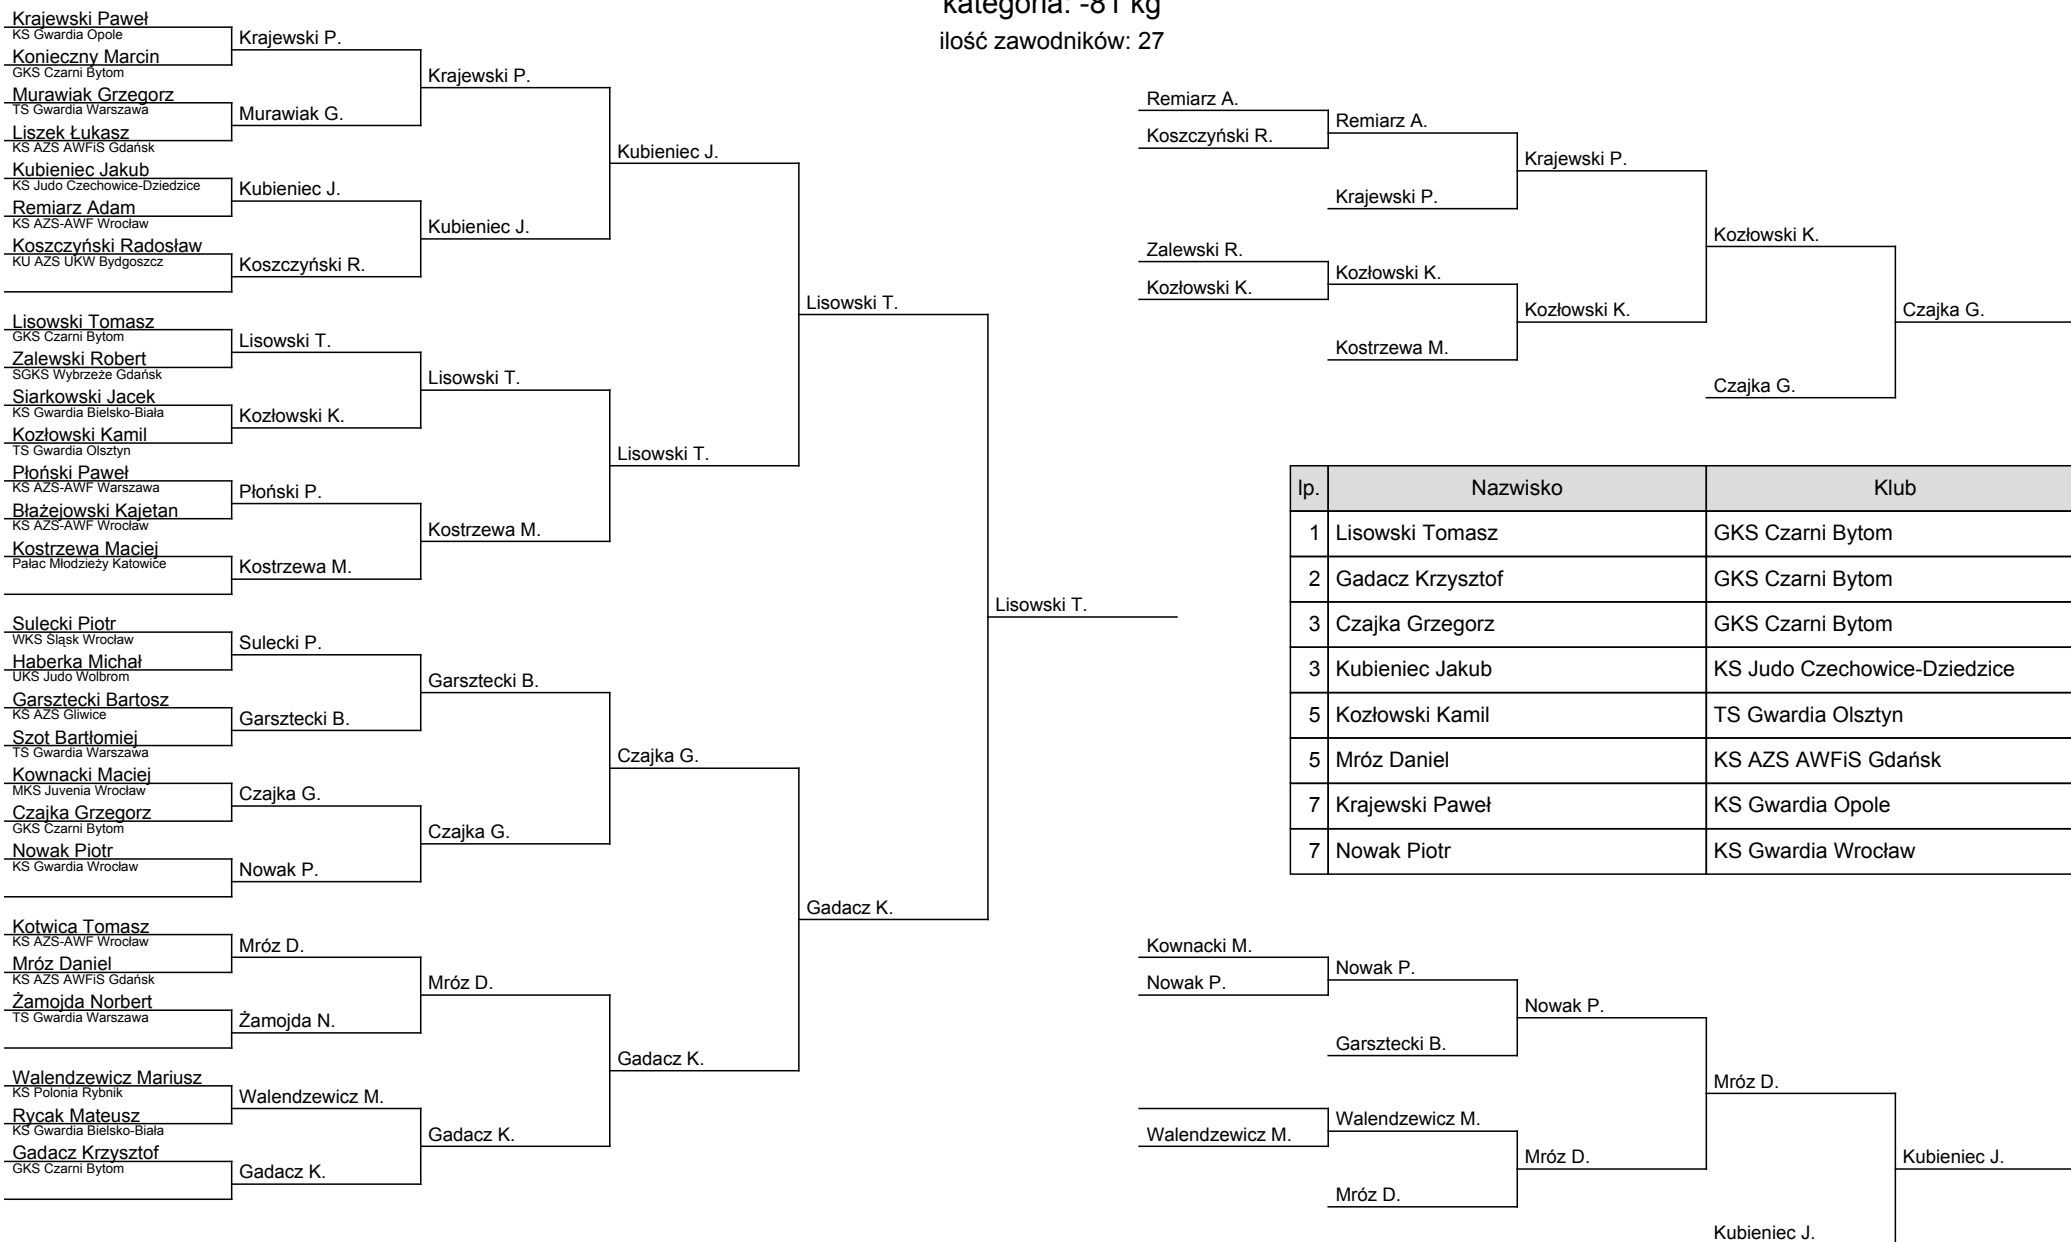 kategoria: -81 kg
ilość zawodników: 27
Krajewski Paweł
KS Gwardia Opole
Konieczny Marcin
GKS Czarni Bytom
Murawiak Grzegorz
TS Gwardia Warszawa
Liszek Łukasz
KS AZS AWFiS Gdańsk
Kubieniec Jakub
KS Judo Czechowice-Dziedzice
Remiarz Adam
KS AZS-AWF Wrocław
Koszczyński Radosław
KU AZS UKW Bydgoszcz
Lisowski Tomasz
GKS Czarni Bytom
Zalewski Robert
SGKS Wybrzeże Gdańsk
Siarkowski Jacek
KS Gwardia Bielsko-Biała
Kozłowski Kamil
TS Gwardia Olsztyn
Płoński Paweł
KS AZS-AWF Warszawa
Błażejowski Kajetan
KS AZS-AWF Wrocław
Kostrzewa Maciej
Pałac Młodzieży Katowice
Sulecki Piotr
WKS Śląsk Wrocław
Haberka Michał
UKS Judo Wolbrom
Garsztecki Bartosz
KS AZS Gliwice
Szot Bartłomiej
TS Gwardia Warszawa
Kownacki Maciej
MKS Juvenia Wrocław
Czajka Grzegorz
GKS Czarni Bytom
Nowak Piotr
KS Gwardia Wrocław
Kotwica Tomasz
KS AZS-AWF Wrocław
Mróz Daniel
KS AZS AWFiS Gdańsk
Żamojda Norbert
TS Gwardia Warszawa
Walendzewicz Mariusz
KS Polonia Rybnik
Rycak Mateusz
KS Gwardia Bielsko-Biała
Gadacz Krzysztof
GKS Czarni Bytom
Krajewski P.
Murawiak G.
Kubieniec J.
Koszczyński R.
Lisowski T.
Kozłowski K.
Płoński P.
Kostrzewa M.
Sulecki P.
Garsztecki B.
Czajka G.
Nowak P.
Mróz D.
Żamojda N.
Walendzewicz M.
Gadacz K.
Krajewski P.
Kubieniec J.
Lisowski T.
Kostrzewa M.
Garsztecki B.
Czajka G.
Mróz D.
Gadacz K.
Kubieniec J.
Lisowski T.
Czajka G.
Gadacz K.
Lisowski T.
Gadacz K.
Lisowski T.
Remiarz A.
Koszczyński R.
Zalewski R.
Kozłowski K.
Remiarz A.
Krajewski P.
Kozłowski K.
Kostrzewa M.
Krajewski P.
Kozłowski K.
Kozłowski K.
Czajka G.
Czajka G.
lp. Nazwisko Klub
1 Lisowski Tomasz GKS Czarni Bytom
2 Gadacz Krzysztof GKS Czarni Bytom
3 Czajka Grzegorz GKS Czarni Bytom
3 Kubieniec Jakub KS Judo Czechowice-Dziedzice
5 Kozłowski Kamil TS Gwardia Olsztyn
5 Mróz Daniel KS AZS AWFiS Gdańsk
7 Krajewski Paweł KS Gwardia Opole
7 Nowak Piotr KS Gwardia Wrocław
Kownacki M.
Nowak P.
Walendzewicz M.
Nowak P.
Garsztecki B.
Walendzewicz M.
Mróz D.
Nowak P.
Mróz D.
Mróz D.
Kubieniec J.
Kubieniec J.